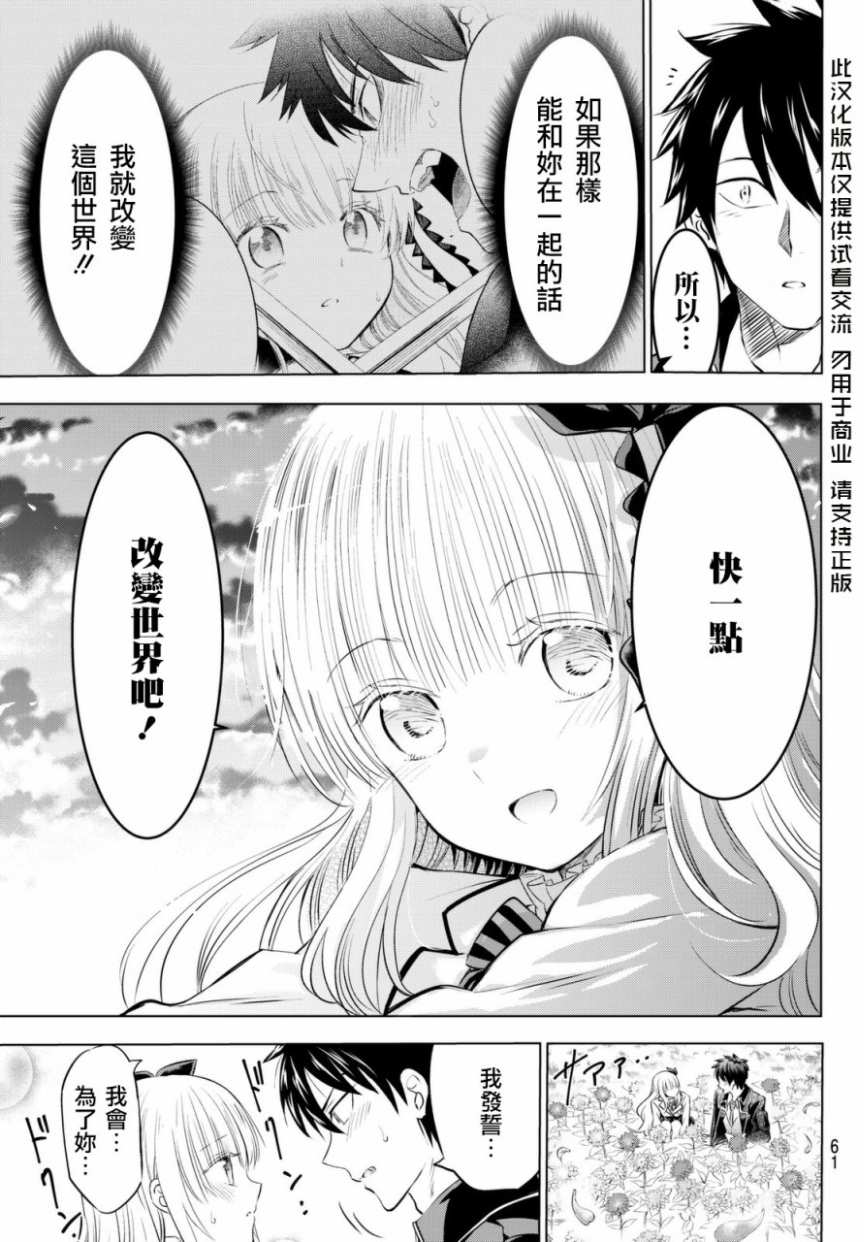 所以…
如果那樣
能和妳在一起的話
我就改變
這個世界!!
快一點
改變世界吧!
サアァ…
我發誓…
ドクン
ドクン
我會…
為了妳…
此汉化版本仅提供试看交流 勿用于商业 请支持正版
61